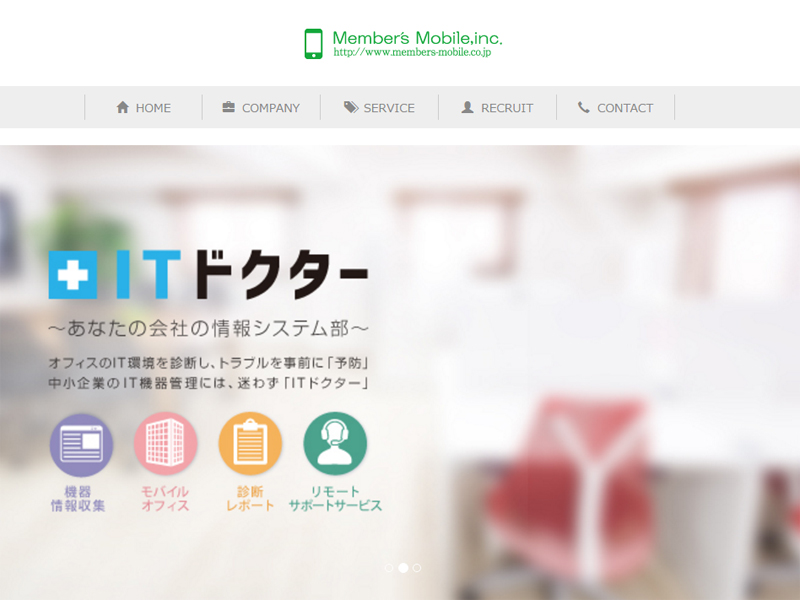 Member's Mobile,inc.
http://www.members-mobile.co.jp
HOME
COMPANY
SERVICE
RECRUIT
CONTACT
ITドクター
～あなたの会社の情報システム部～
オフィスのIT環境を診断し、トラブルを事前に「予防」
中小企業のIT機器管理には、迷わず「ITドクター」
機器
情報収集
モバイル
オフィス
診断
レポート
リモート
サポートサービス